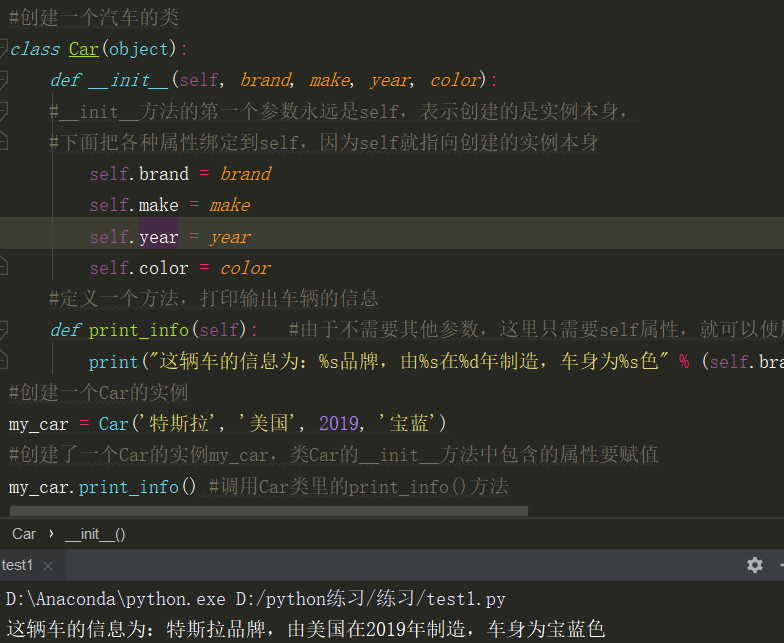 #创建一个汽车的类
class Car(object):
def __init__(self, brand, make, year, color):
#__init__方法的第一个参数永远是self，表示创建的是实例本身，
#下面把各种属性绑定到self，因为self就指向创建的实例本身
self.brand = brand
self.make = make
self.year = year
self.color = color
#定义一个方法，打印输出车辆的信息
def print_info(self): #由于不需要其他参数，这里只需要self属性，就可以使
print("这辆车的信息为：%s品牌，由%s在%d年制造，车身为%s色" % (self.bra
#创建一个Car的实例
my_car = Car('特斯拉', '美国', 2019, '宝蓝')
#创建了一个Car的实例my_car，类Car的__init__方法中包含的属性要赋值
my_car.print_info() #调用Car类里的print_info()方法
Car › __init__()
test1 ×
D:\Anaconda\python.exe D:/python练习/练习/test1.py
这辆车的信息为：特斯拉品牌，由美国在2019年制造，车身为宝蓝色